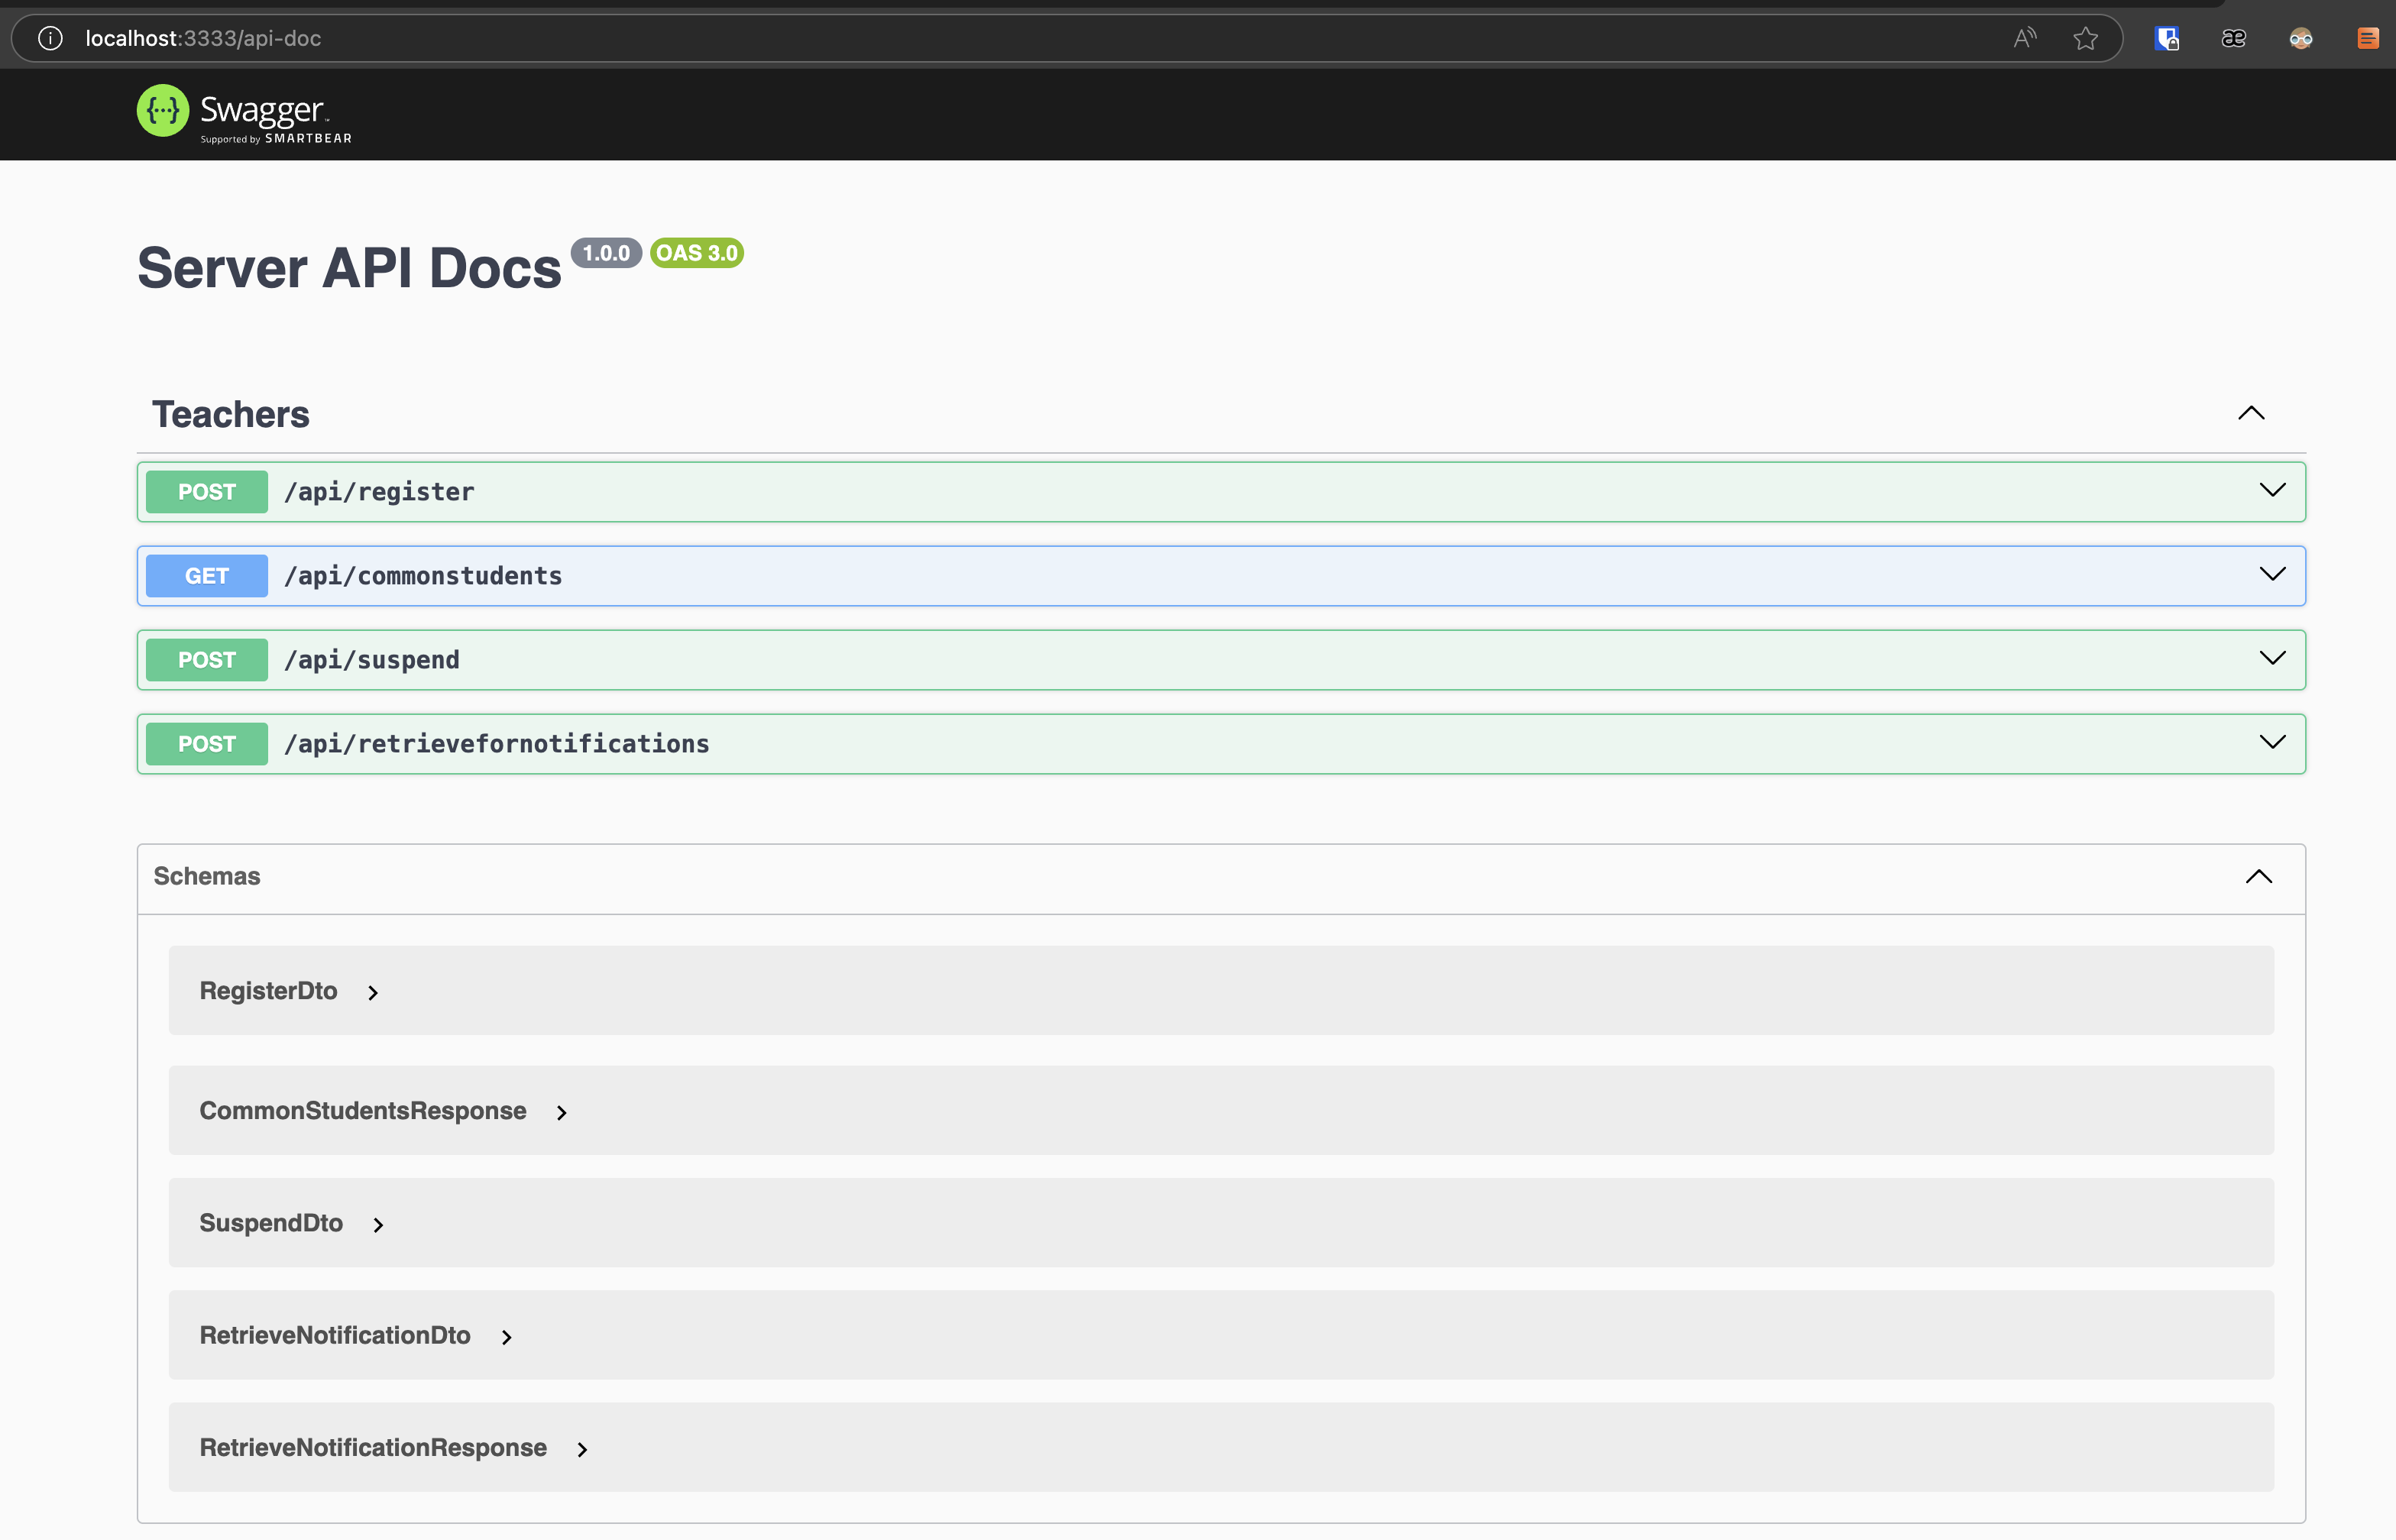 localhost:3333/api-doc
Swagger
Supported by SMARTBEAR
Server API Docs 1.0.0 OAS 3.0
Teachers
POST /api/register
GET /api/commonstudents
POST /api/suspend
POST /api/retrievefornotifications
Schemas
RegisterDto
CommonStudentsResponse
SuspendDto
RetrieveNotificationDto
RetrieveNotificationResponse